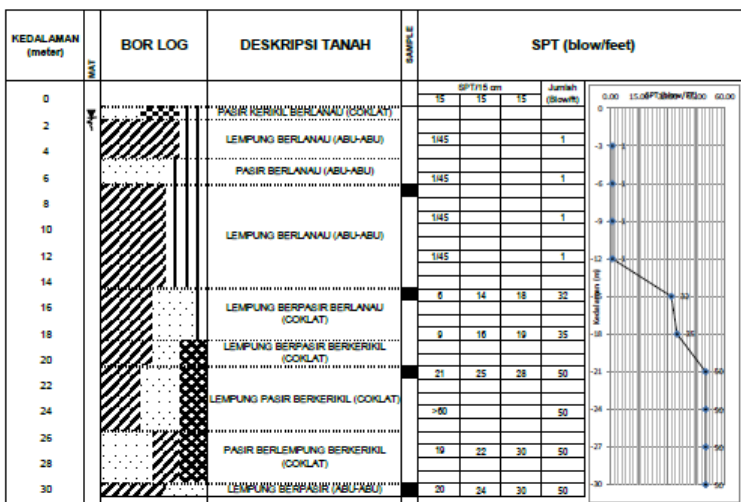 KEDALAMAN (meter) MAT BOR LOG DESKRIPSI TANAH SAMPLE SPT (blow/feet)
SPT/15 cm Jumlah (Blow/ft)
15 15 15
0
PASIR KERIKIL BERLANAU (COKLAT)
2
LEMPUNG BERLANAU (ABU-ABU) 1/45 1
4
PASIR BERLANAU (ABU-ABU)
6 1/45 1
8
1/45 1
10
LEMPUNG BERLANAU (ABU-ABU)
12 1/45 1
14
16 6 14 18 32
LEMPUNG BERPASIR BERLANAU
(COKLAT)
18 9 16 19 35
LEMPUNG BERPASIR BERKERIKIL
(COKLAT)
20
21 25 28 50
22
LEMPUNG PASIR BERKERIKIL (COKLAT)
24 >60 50
26
PASIR BERLEMPUNG BERKERIKIL
(COKLAT)
19 22 30 50
28
30 LEMPUNG BERPASIR (ABU-ABU) 20 24 30 50
0.00 15.00 60.00
Kedalaman (m)
0
-3 1
-6 1
-9 1
-12 1
32
-18 35
-21 50
-24 50
-27 50
-30 50